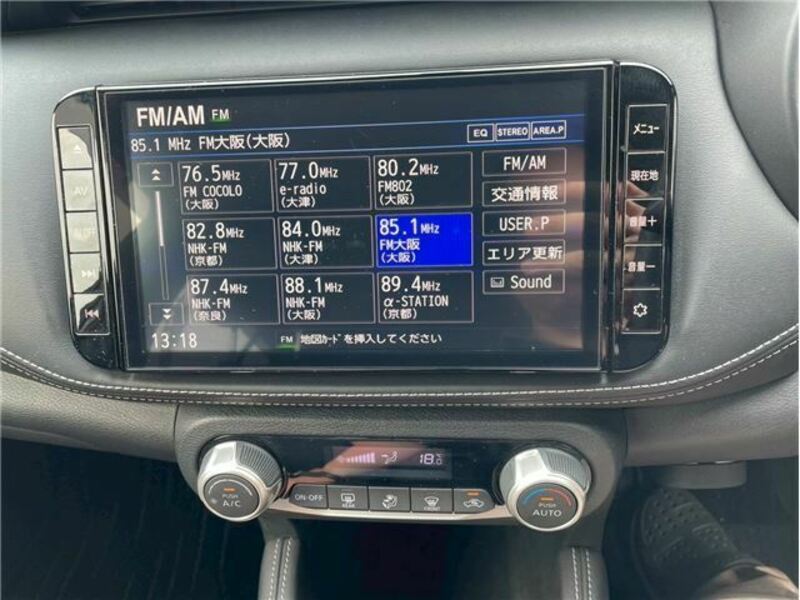 FM/AM FM
85.1 MHz FM大阪(大阪)
EQ STEREO AREA.P
76.5MHz
FM COCOLO
(大阪)
77.0MHz
e-radio
(大津)
80.2MHz
FM802
(大阪)
82.8MHz
NHK-FM
(京都)
84.0MHz
NHK-FM
(大津)
85.1MHz
FM大阪
(大阪)
87.4MHz
NHK-FM
(奈良)
88.1MHz
NHK-FM
(大阪)
89.4MHz
α-STATION
(京都)
FM/AM
交通情報
USER.P
エリア更新
Sound
13:18
FM 地図ｶｰﾄﾞを挿入してください
AV
メニュー
現在地
音量+
音量−
18.0
PUSH
A/C
ON·OFF
REAR
FRONT
PUSH
AUTO